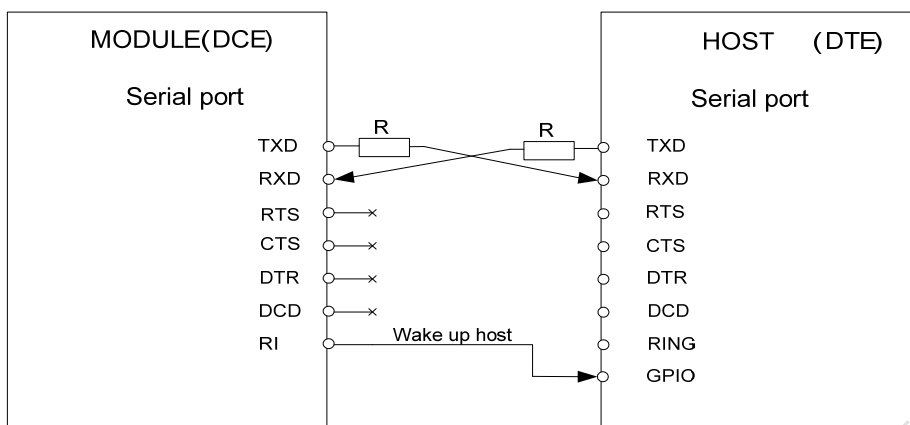 MODULE(DCE)
Serial port
TXD
RXD
RTS
CTS
DTR
DCD
RI
R
R
Wake up host
HOST (DTE)
Serial port
TXD
RXD
RTS
CTS
DTR
DCD
RING
GPIO